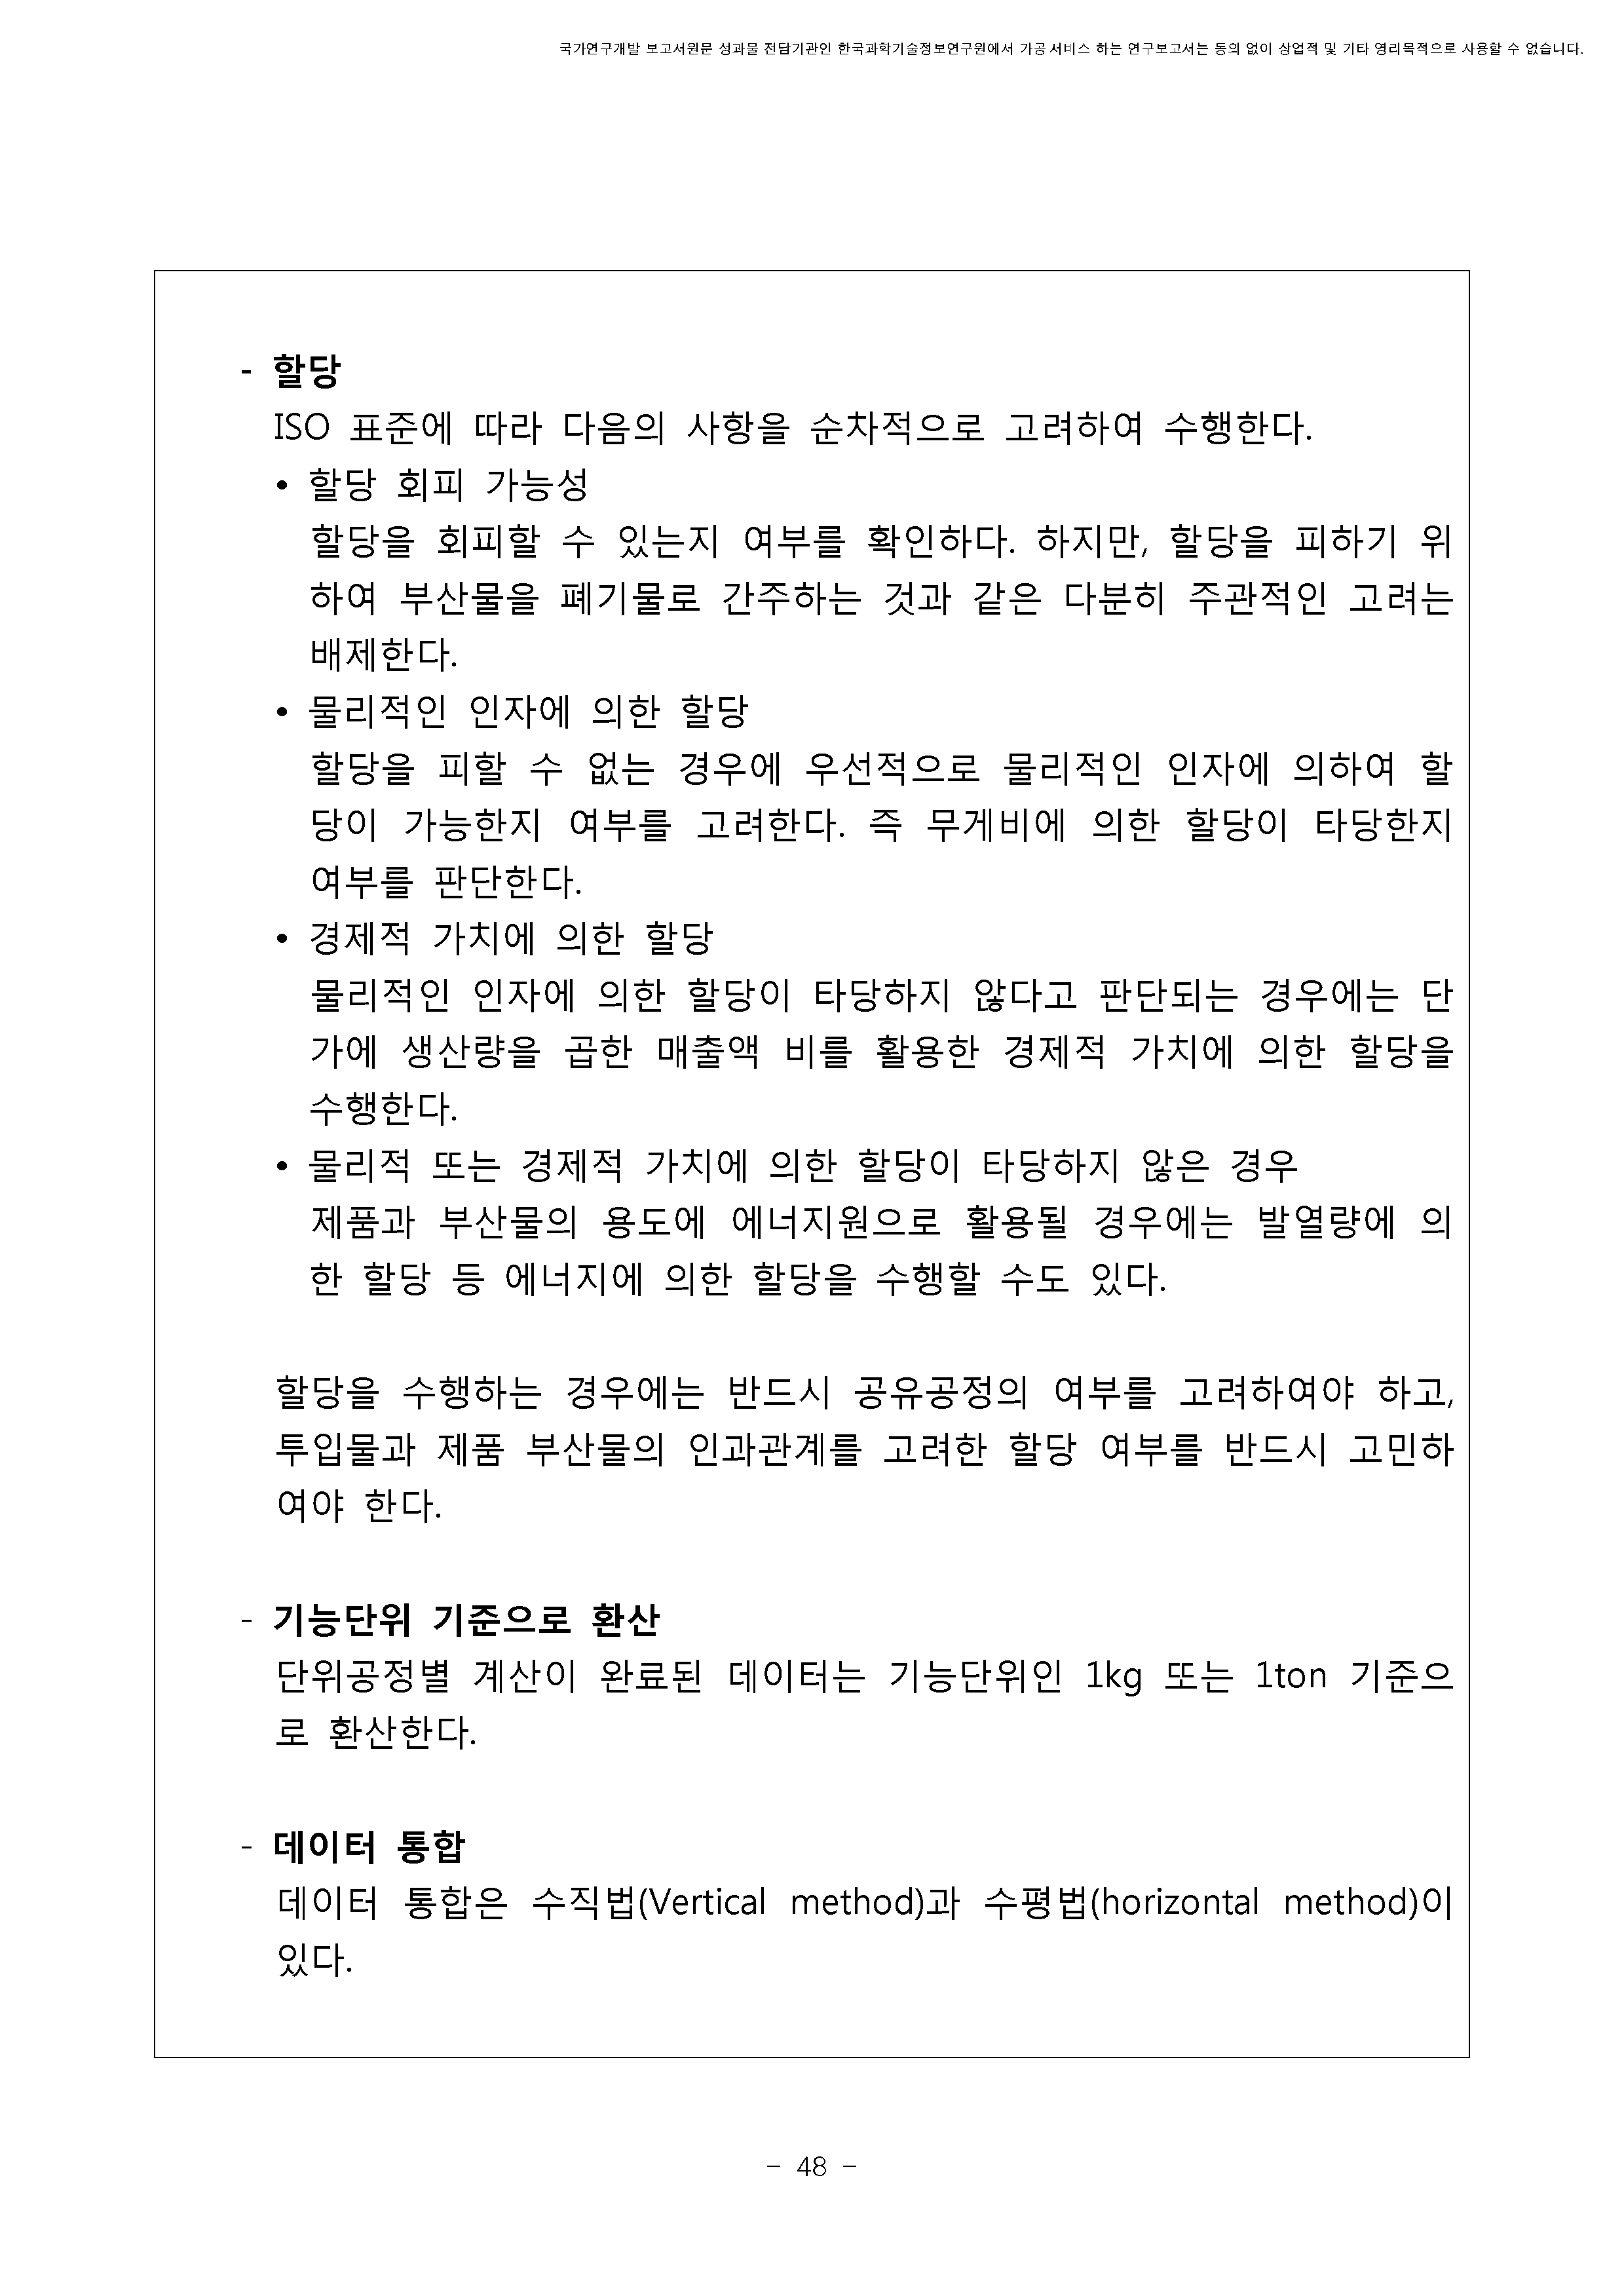 국가연구개발 보고서원문 성과물 전담기관인 한국과학기술정보연구원에서 가공·서비스 하는 연구보고서는 동의 없이 상업적 및 기타 영리목적으로 사용할 수 없습니다.
- 할당
ISO 표준에 따라 다음의 사항을 순차적으로 고려하여 수행한다.
• 할당 회피 가능성
할당을 회피할 수 있는지 여부를 확인하다. 하지만, 할당을 피하기 위
하여 부산물을 폐기물로 간주하는 것과 같은 다분히 주관적인 고려는
배제한다.
• 물리적인 인자에 의한 할당
할당을 피할 수 없는 경우에 우선적으로 물리적인 인자에 의하여 할
당이 가능한지 여부를 고려한다. 즉 무게비에 의한 할당이 타당한지
여부를 판단한다.
• 경제적 가치에 의한 할당
물리적인 인자에 의한 할당이 타당하지 않다고 판단되는 경우에는 단
가에 생산량을 곱한 매출액 비를 활용한 경제적 가치에 의한 할당을
수행한다.
• 물리적 또는 경제적 가치에 의한 할당이 타당하지 않은 경우
제품과 부산물의 용도에 에너지원으로 활용될 경우에는 발열량에 의
한 할당 등 에너지에 의한 할당을 수행할 수도 있다.
할당을 수행하는 경우에는 반드시 공유공정의 여부를 고려하여야 하고,
투입물과 제품 부산물의 인과관계를 고려한 할당 여부를 반드시 고민하
여야 한다.
- 기능단위 기준으로 환산
단위공정별 계산이 완료된 데이터는 기능단위인 1kg 또는 1ton 기준으
로 환산한다.
- 데이터 통합
데이터 통합은 수직법(Vertical method)과 수평법(horizontal method)이
있다.
- 48 -